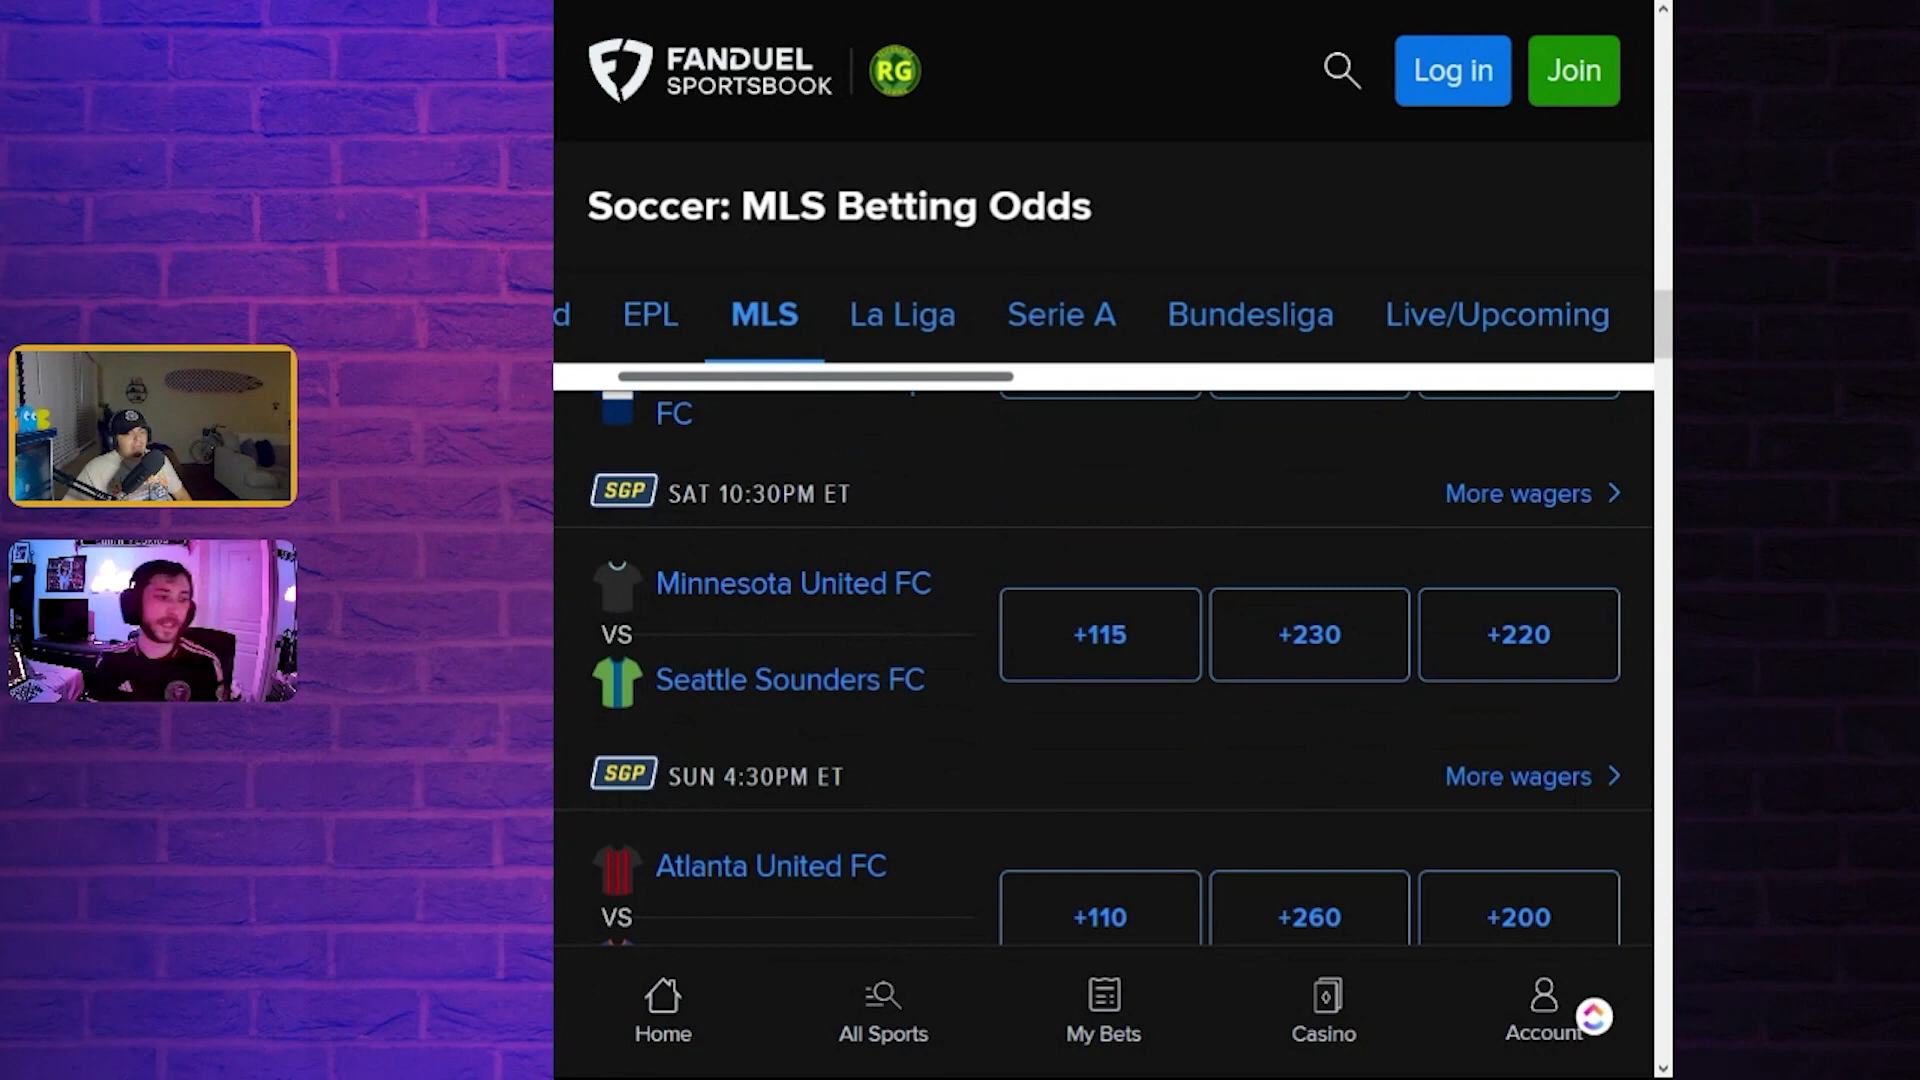 FANDUEL
SPORTSBOOK
RG
Log in
Join
Soccer: MLS Betting Odds
d
EPL
MLS
La Liga
Serie A
Bundesliga
Live/Upcoming
FC
SGP
SAT 10:30PM ET
More wagers
Minnesota United FC
VS
Seattle Sounders FC
+115
+230
+220
SGP
SUN 4:30PM ET
More wagers
Atlanta United FC
VS
+110
+260
+200
Home
All Sports
My Bets
Casino
Account